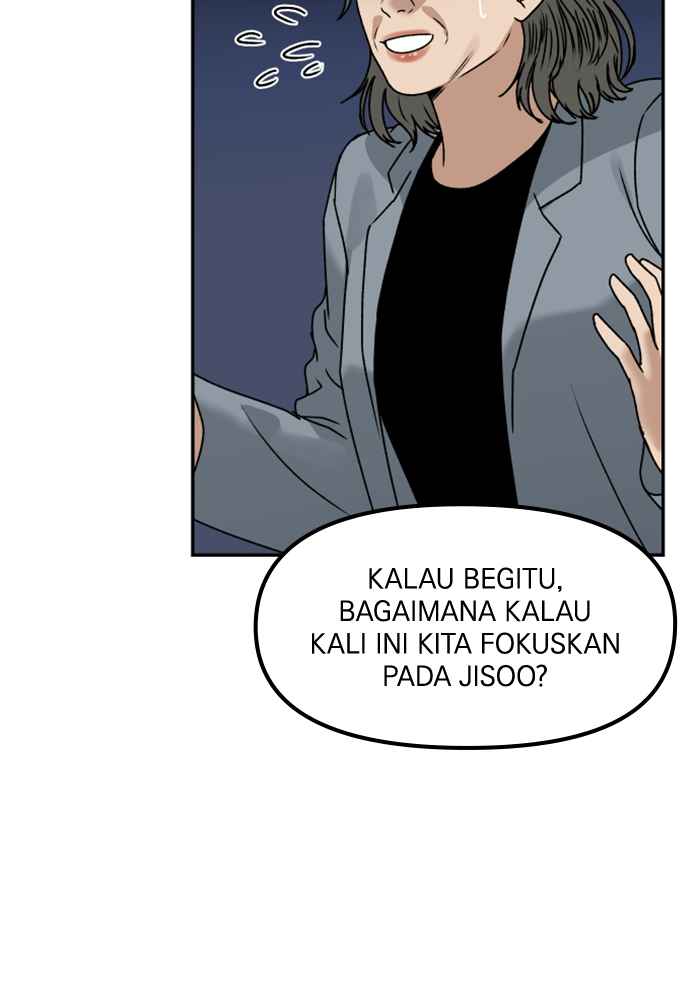 KALAU BEGITU,
BAGAIMANA KALAU
KALI INI KITA FOKUSKAN
PADA JISOO?